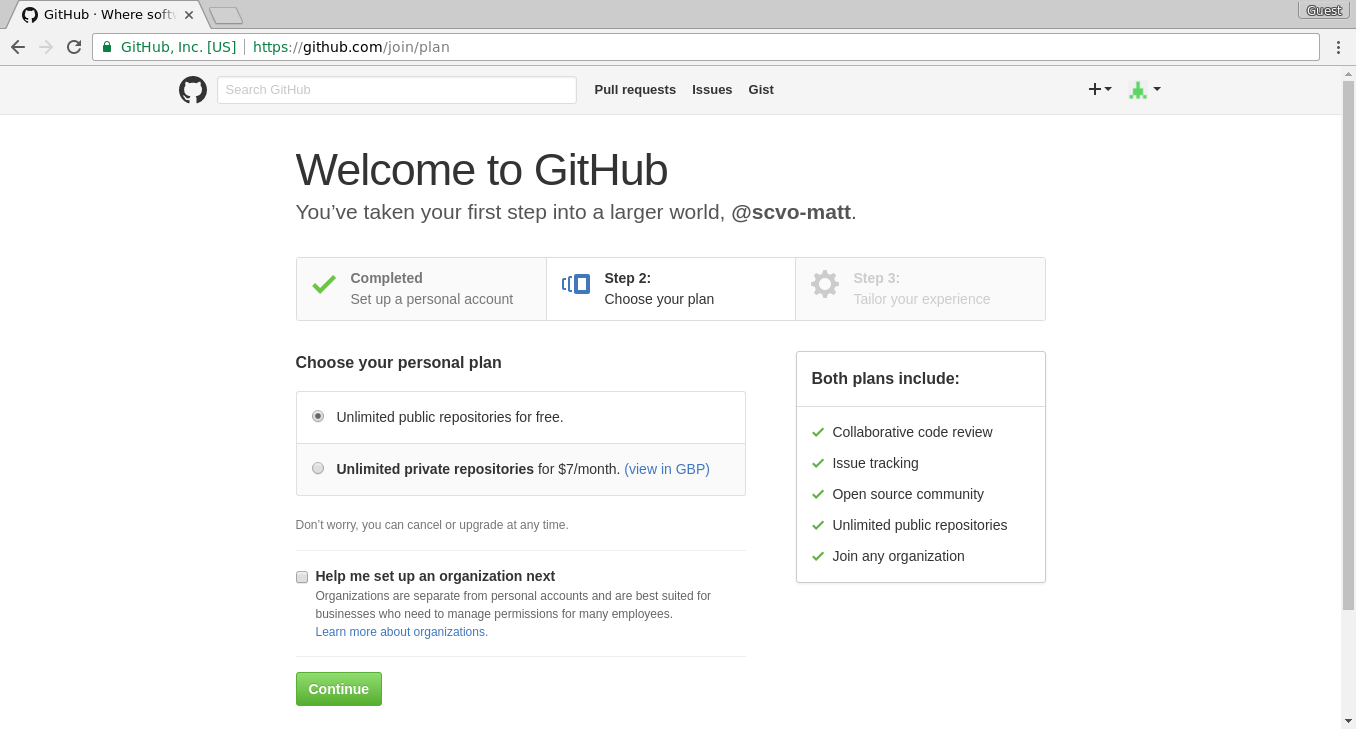 GitHub · Where softw
Guest
GitHub, Inc. [US] https://github.com/join/plan
Search GitHub Pull requests Issues Gist
Welcome to GitHub
You’ve taken your first step into a larger world, @scvo-matt.
Completed
Set up a personal account
Step 2:
Choose your plan
Step 3:
Tailor your experience
Choose your personal plan
Unlimited public repositories for free.
Unlimited private repositories for $7/month. (view in GBP)
Don’t worry, you can cancel or upgrade at any time.
Help me set up an organization next
Organizations are separate from personal accounts and are best suited for
businesses who need to manage permissions for many employees.
Learn more about organizations.
Continue
Both plans include:
Collaborative code review
Issue tracking
Open source community
Unlimited public repositories
Join any organization